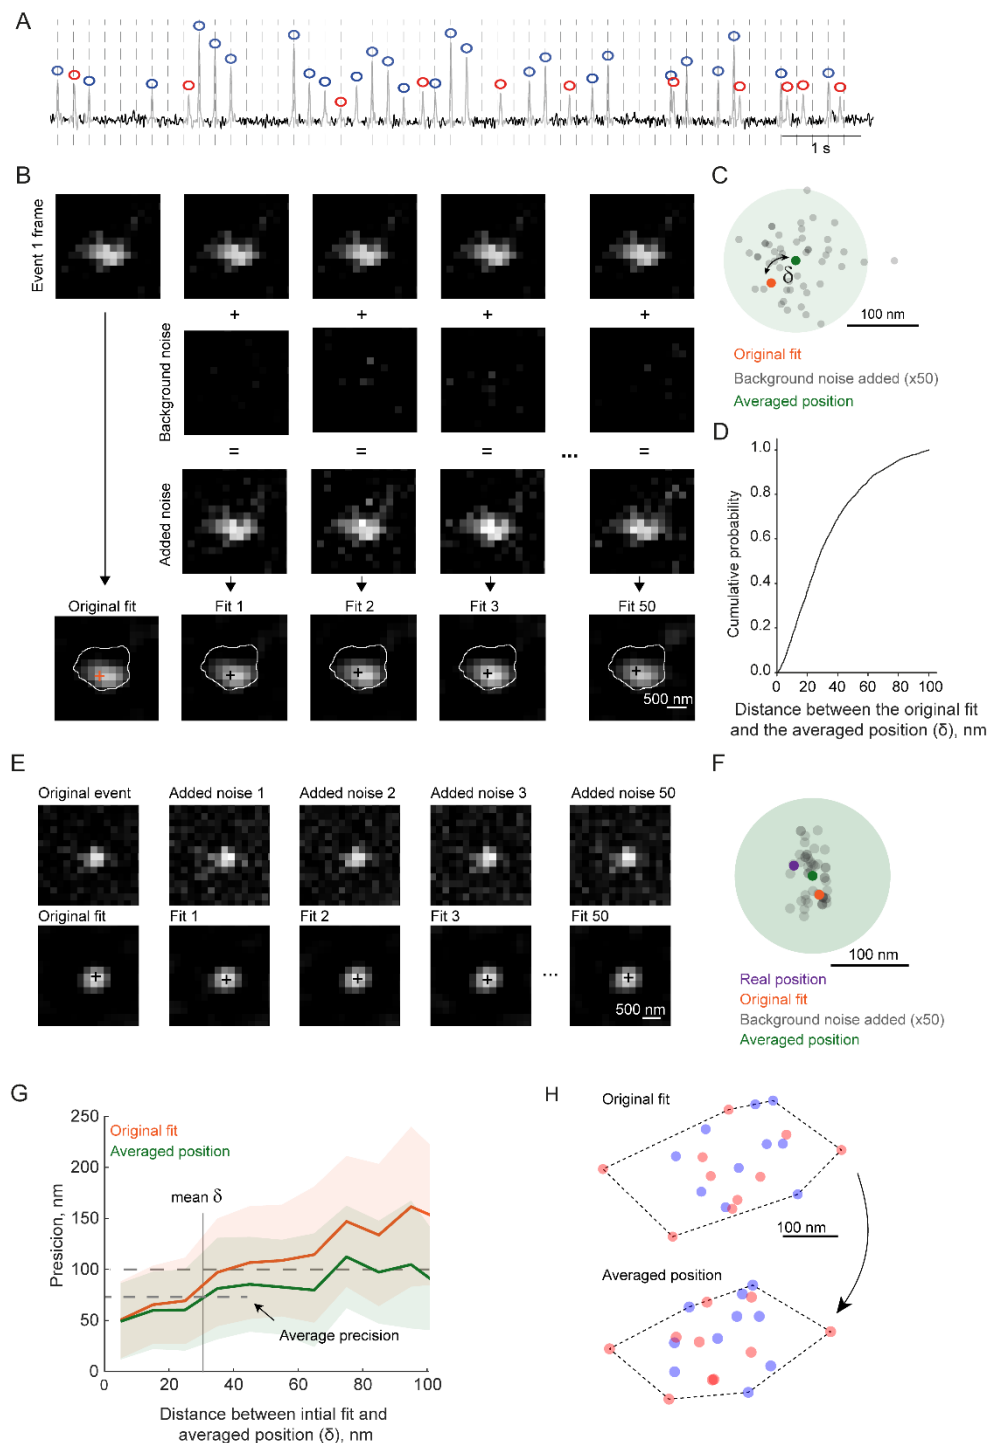 A
1 s
B
Event 1 frame
+ + + +
Background noise
= = = ... =
Added noise
Original fit Fit 1 Fit 2 Fit 3 Fit 50
500 nm
C
δ
100 nm
Original fit
Background noise added (x50)
Averaged position
D
Cumulative probability
1.0
0.8
0.6
0.4
0.2
0.0
0 20 40 60 80 100
Distance between the original fit
and the averaged position (δ), nm
E
Original event Added noise 1 Added noise 2 Added noise 3 Added noise 50
Original fit Fit 1 Fit 2 Fit 3 Fit 50
...
500 nm
F
100 nm
Real position
Original fit
Background noise added (x50)
Averaged position
G
Presicion, nm
250
200
150
100
50
0
Original fit
Averaged position
mean δ
Average precision
0 20 40 60 80 100
Distance between intial fit and
averaged position (δ), nm
H
Original fit
100 nm
Averaged position